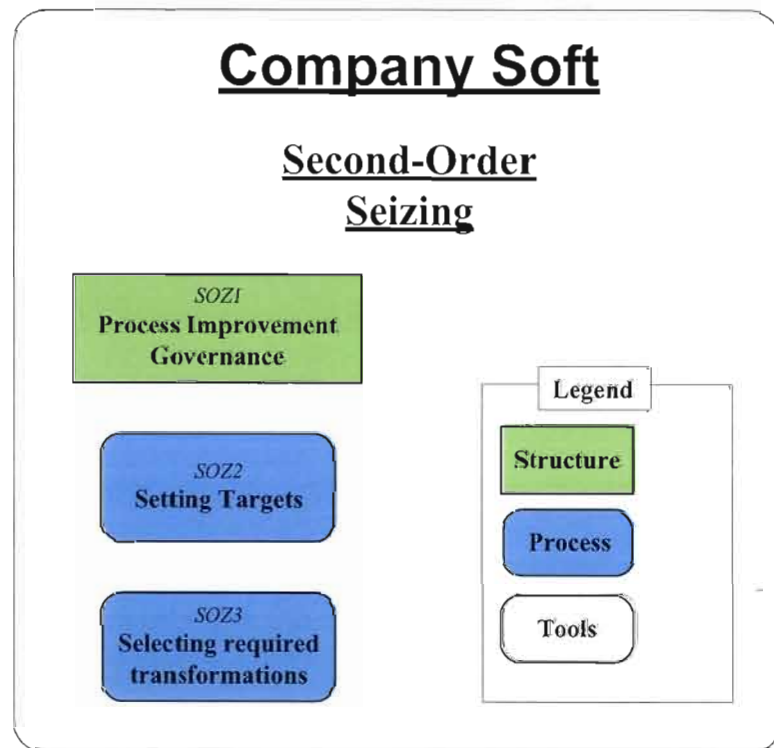 Company Soft
Second-Order
Seizing
SOZ1
Process Improvement
Governance
SOZ2
Setting Targets
SOZ3
Selecting required
transformations
Legend
Structure
Process
Tools